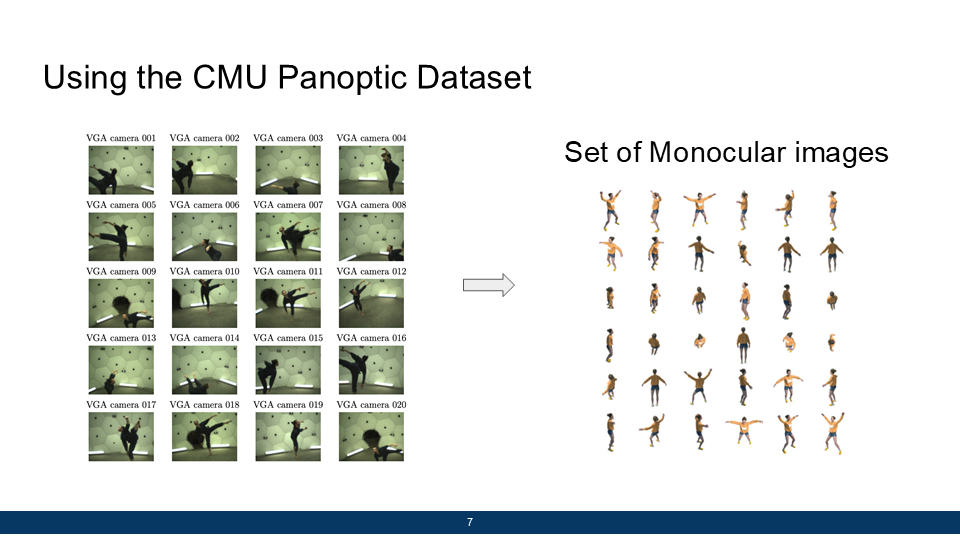 Using the CMU Panoptic Dataset
VGA camera 001 VGA camera 002 VGA camera 003 VGA camera 004
VGA camera 005 VGA camera 006 VGA camera 007 VGA camera 008
VGA camera 009 VGA camera 010 VGA camera 011 VGA camera 012
VGA camera 013 VGA camera 014 VGA camera 015 VGA camera 016
VGA camera 017 VGA camera 018 VGA camera 019 VGA camera 020
Set of Monocular images
7